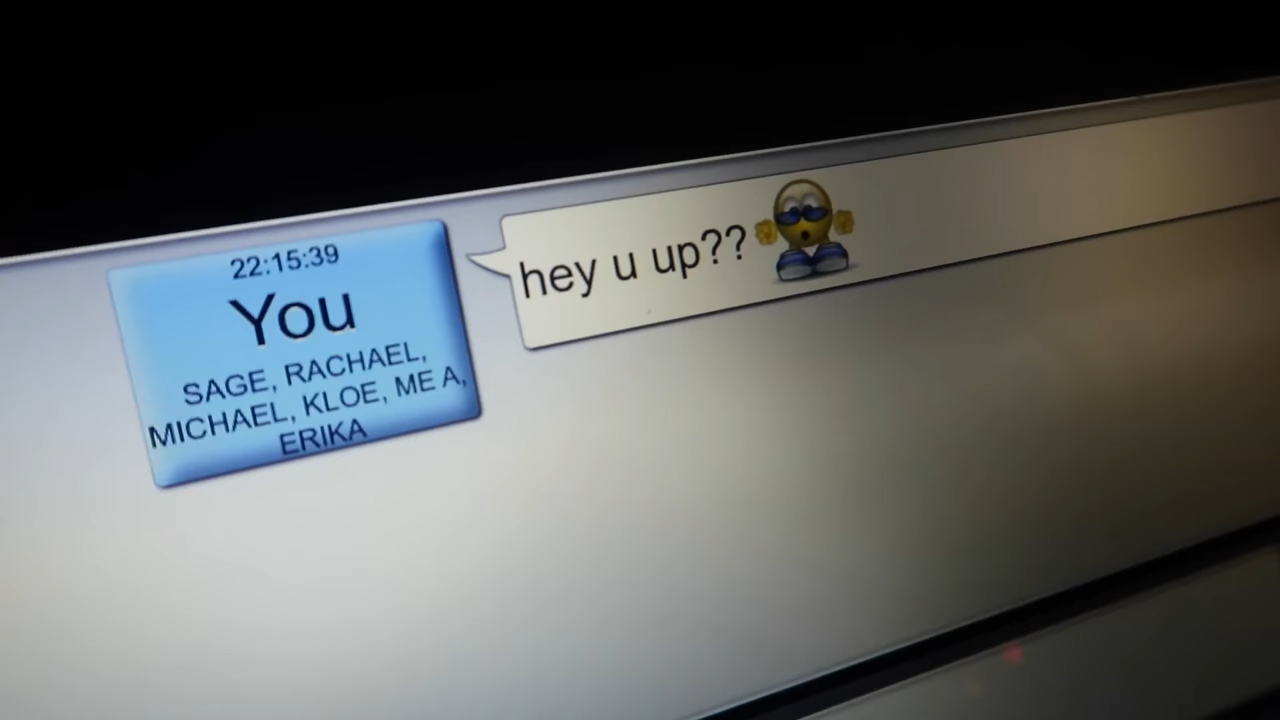 22:15:39
You
SAGE, RACHAEL,
MICHAEL, KLOE, ME A,
ERIKA
hey u up??